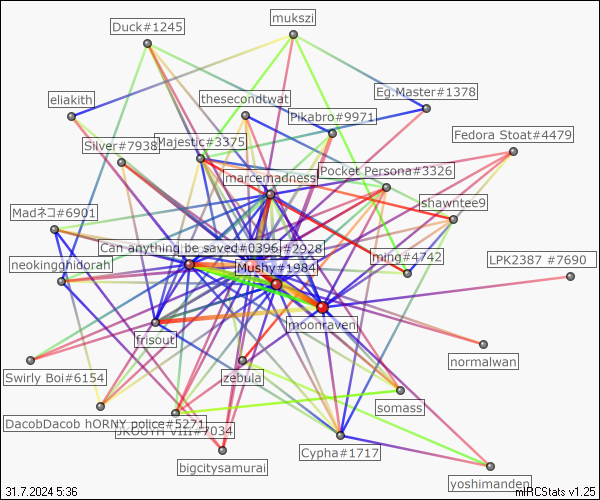 mukszi
Duck#1245
Eg.Master#1378
eliakith
thesecondtwat
Pikabro#9971
Fedora Stoat#4479
Silver#7938
Majestic#3375
marcemadness
Pocket Persona#3326
shawntee9
Madネコ#6901
Can anything be saved#0396
#2928
ming#4742
LPK2387 #7690
neokingghidorah
Mushy#1984
moonraven
frisout
normalwan
Swirly Boi#6154
zebula
somass
DacobDacob hORNY police#5271
#7034
Cypha#1717
bigcitysamurai
yoshimanden
31.7.2024 5:36
mIRCStats v1.25